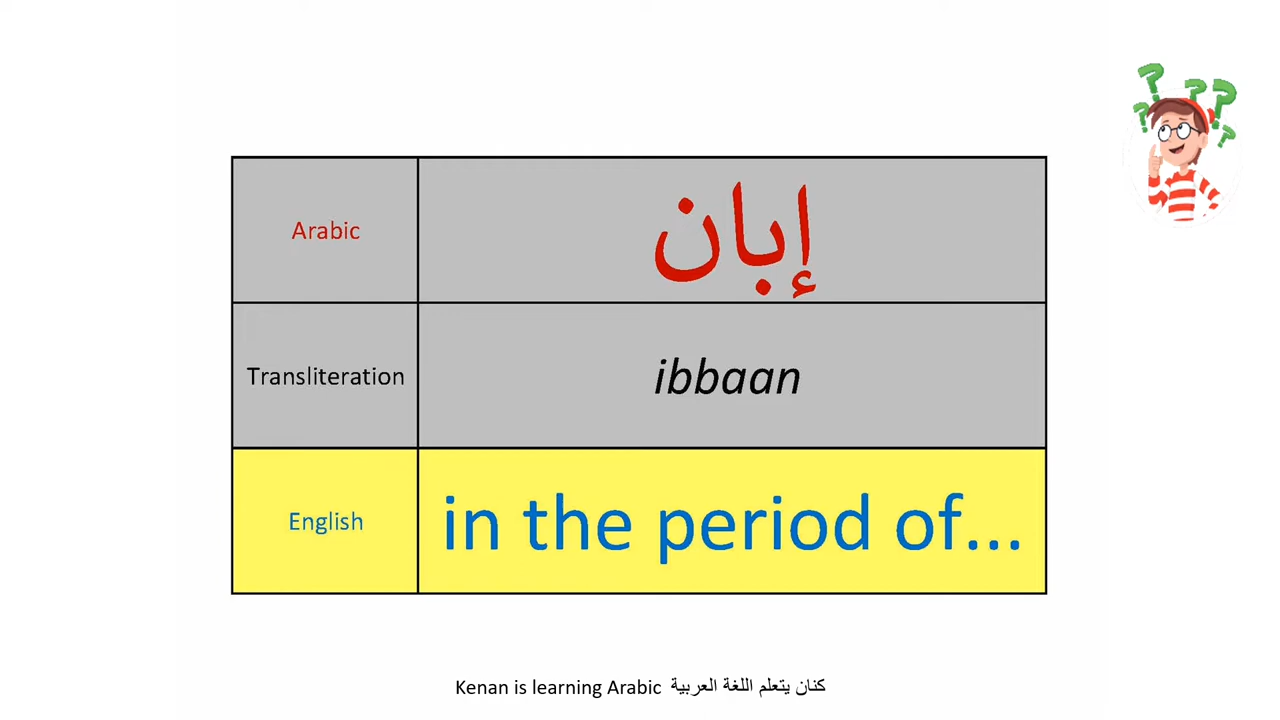 Arabic إبان
Transliteration ibbaan
English in the period of...
Kenan is learning Arabic كنان يتعلم اللغة العربية